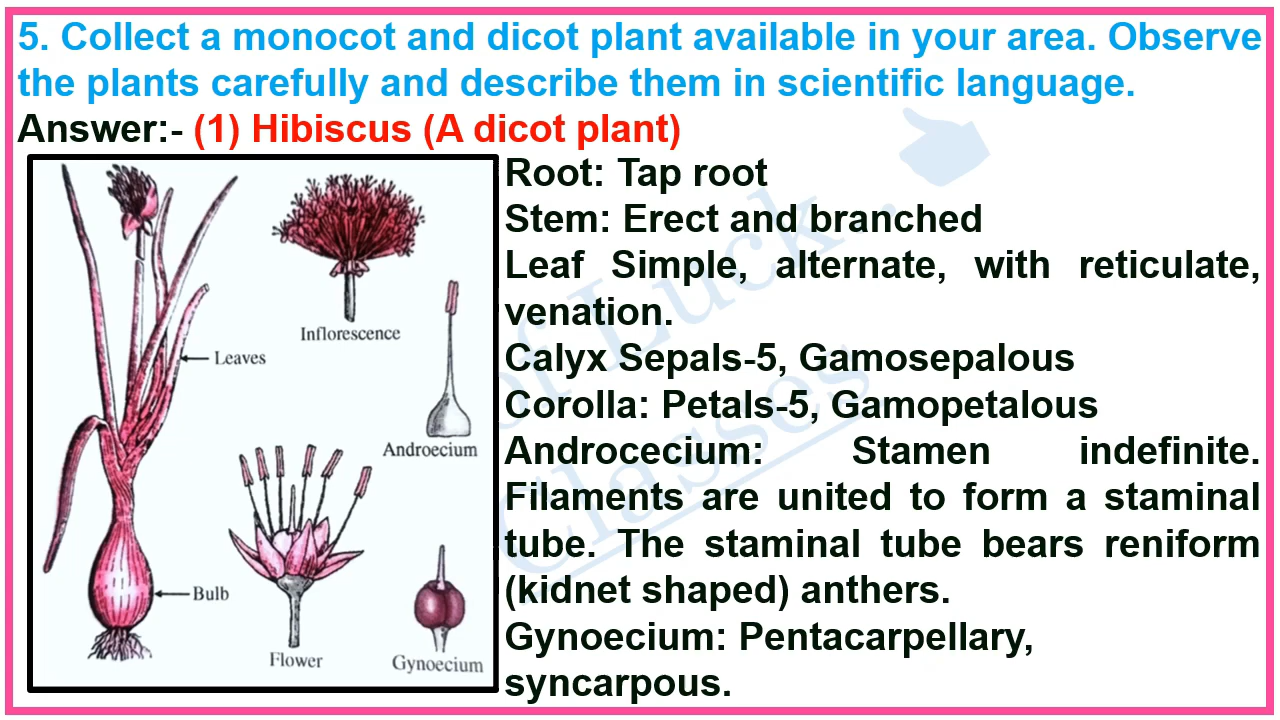 5. Collect a monocot and dicot plant available in your area. Observe
the plants carefully and describe them in scientific language.
Answer:- (1) Hibiscus (A dicot plant)
Inflorescence
Leaves
Androecium
Bulb
Flower
Gynoecium
Root: Tap root
Stem: Erect and branched
Leaf Simple, alternate, with reticulate,
venation.
Calyx Sepals-5, Gamosepalous
Corolla: Petals-5, Gamopetalous
Androcecium: Stamen indefinite.
Filaments are united to form a staminal
tube. The staminal tube bears reniform
(kidnet shaped) anthers.
Gynoecium: Pentacarpellary,
syncarpous.
of Luck
Classes